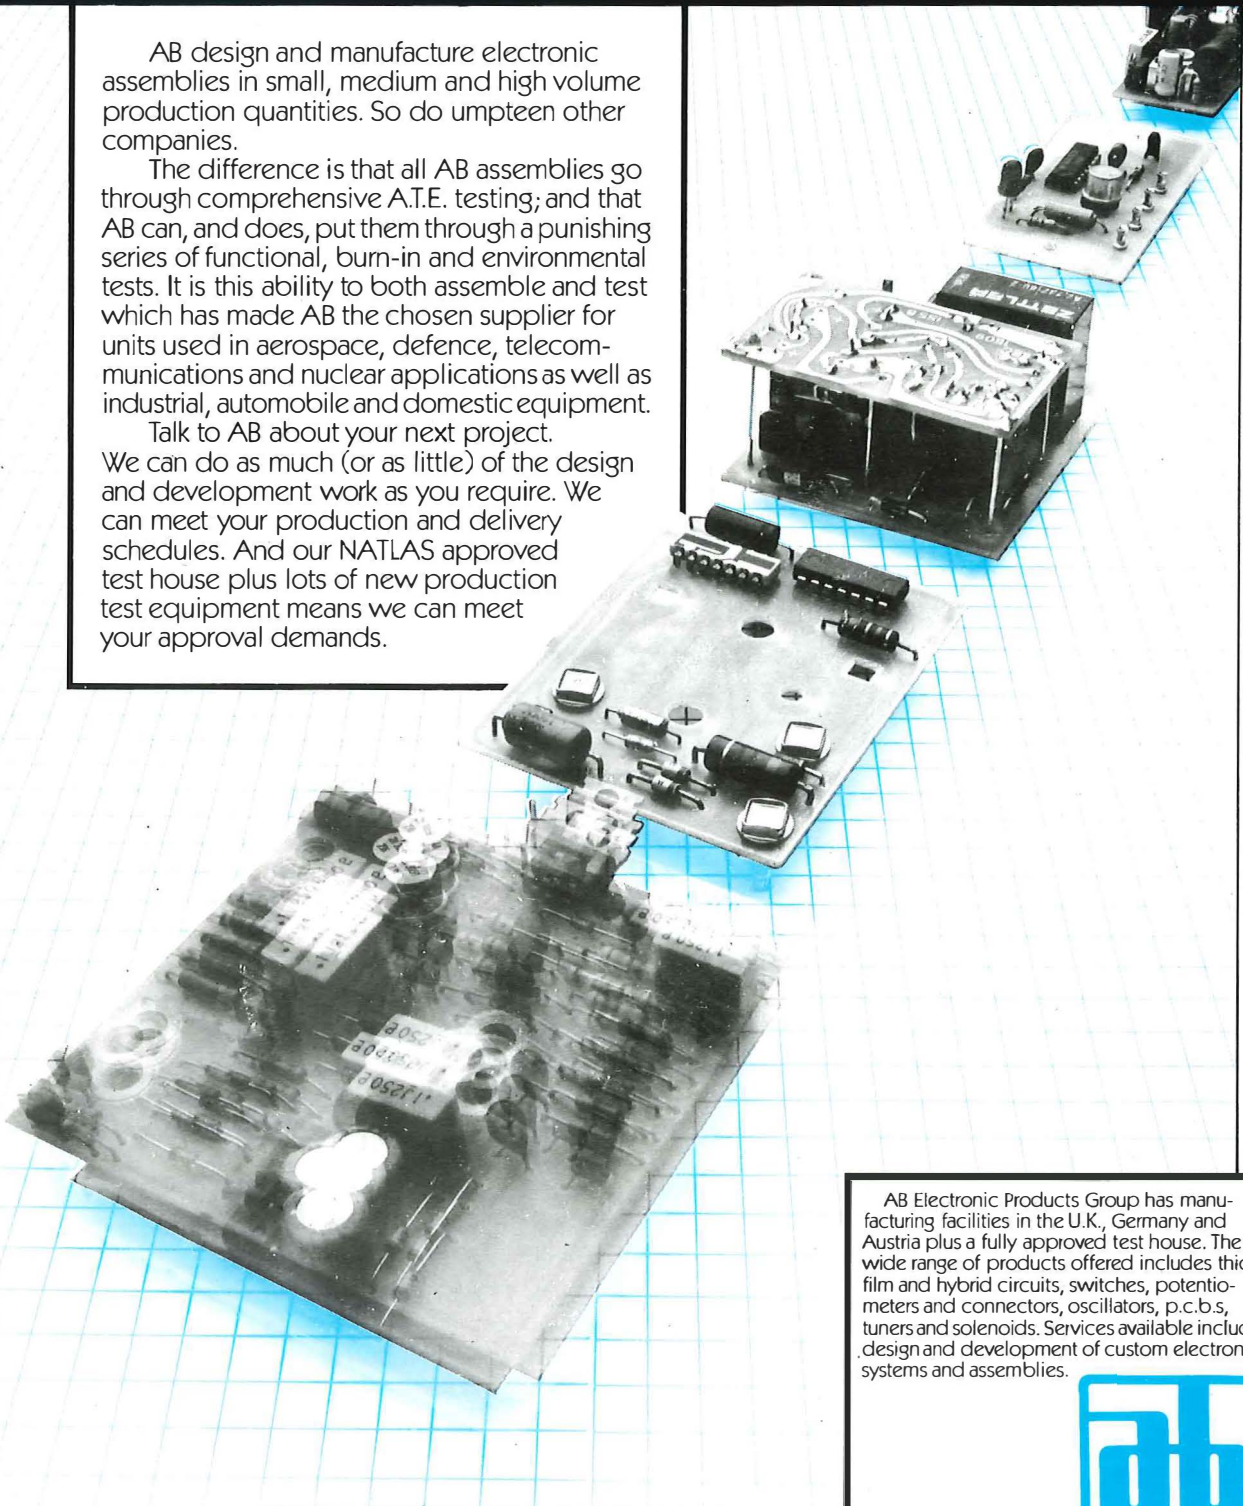 AB design and manufacture electronic
assemblies in small, medium and high volume
production quantities. So do umpteen other
companies.
The difference is that all AB assemblies go
through comprehensive A.T.E. testing; and that
AB can, and does, put them through a punishing
series of functional, burn-in and environmental
tests. It is this ability to both assemble and test
which has made AB the chosen supplier for
units used in aerospace, defence, telecom-
munications and nuclear applications as well as
industrial, automobile and domestic equipment.
Talk to AB about your next project.
We can do as much (or as little) of the design
and development work as you require. We
can meet your production and delivery
schedules. And our NATLAS approved
test house plus lots of new production
test equipment means we can meet
your approval demands.
ZETTLER
J250P
AB Electronic Products Group has manu-
facturing facilities in the U.K., Germany and
Austria plus a fully approved test house. The
wide range of products offered includes
film and hybrid circuits, switches, potentio-
meters and connectors, oscillators, p.c.b.s,
tuners and solenoids. Services available
design and development of custom
systems and assemblies.
ab